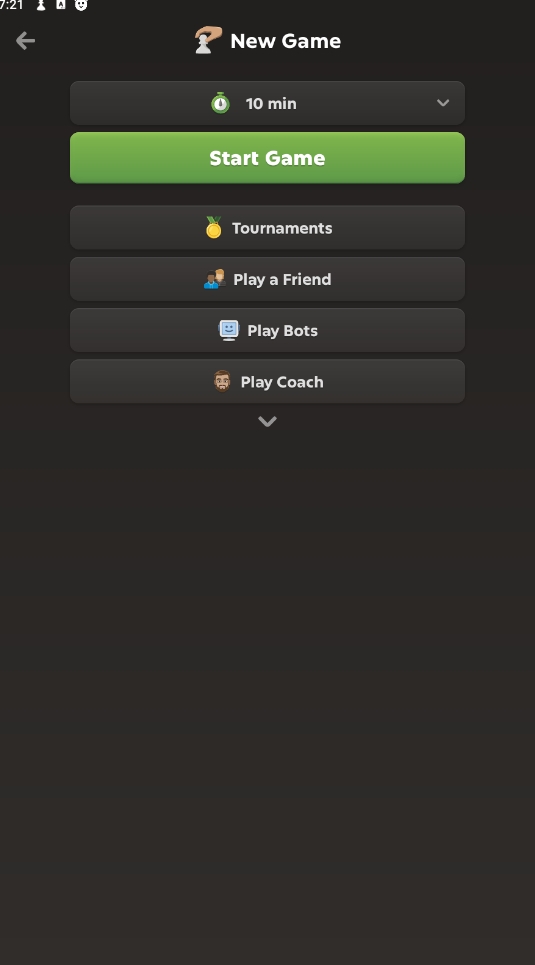 7:21
New Game
10 min
Start Game
Tournaments
Play a Friend
Play Bots
Play Coach